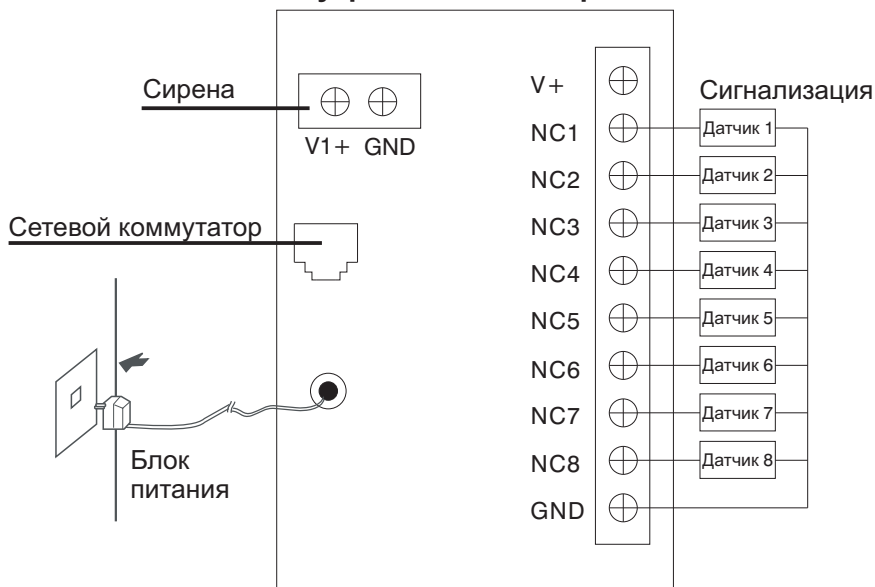 Сирена
V1+ GND
Сетевой коммутатор
Блок
питания
V+
Сигнализация
NC1 Датчик 1
NC2 Датчик 2
NC3 Датчик 3
NC4 Датчик 4
NC5 Датчик 5
NC6 Датчик 6
NC7 Датчик 7
NC8 Датчик 8
GND